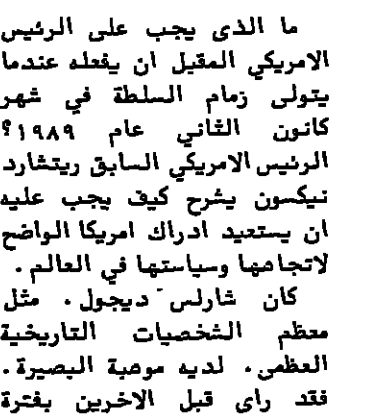 ما الذى يجب على الرئيس
الامريكي المقبل ان يفعله عندما
يتولى زمام السلطة في شهر
كانون الثاني عام ١٩٨٩؟
الرئيس الامريكي السابق ريتشارد
نيكسون يشرح كيف يجب عليه
ان يستعيد ادراك امريكا الواضح
لاتجاهها وسياستها في العالم .
كان شارلس ديجول . مثل
معظم الشخصيات التاريخية
العظمى . لديه موهبة البصيرة .
فقد راى قبل الاخرين بفترة